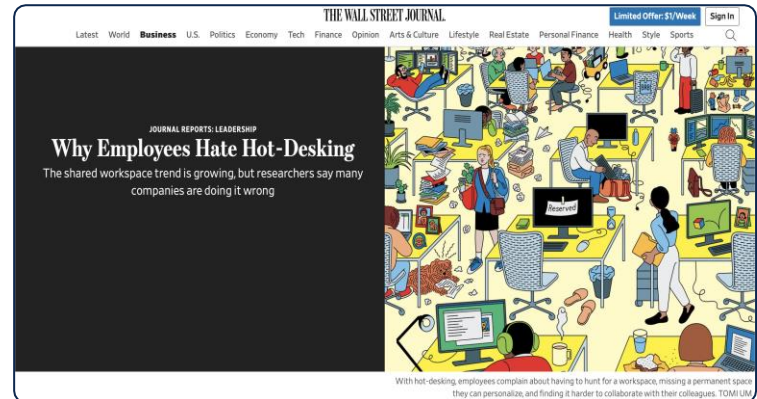 THE WALL STREET JOURNAL.
Limited Offer: $1/Week
Sign In
Latest World Business U.S. Politics Economy Tech Finance Opinion Arts & Culture Lifestyle Real Estate Personal Finance Health Style Sports
JOURNAL REPORTS: LEADERSHIP
Why Employees Hate Hot-Desking
The shared workspace trend is growing, but researchers say many
companies are doing it wrong
Reserved
With hot-desking, employees complain about having to hunt for a workspace, missing a permanent space
they can personalize, and finding it harder to collaborate with their colleagues. TOMI UM